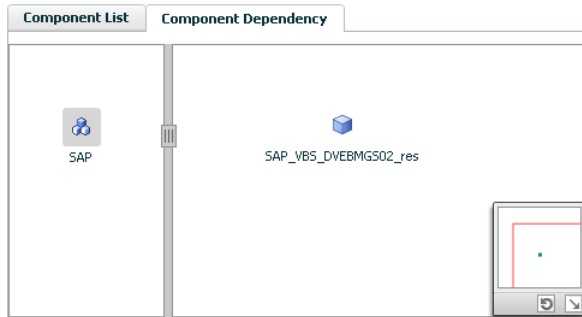 Component List
Component Dependency
SAP
SAP_VBS_DVEBMGS02_res